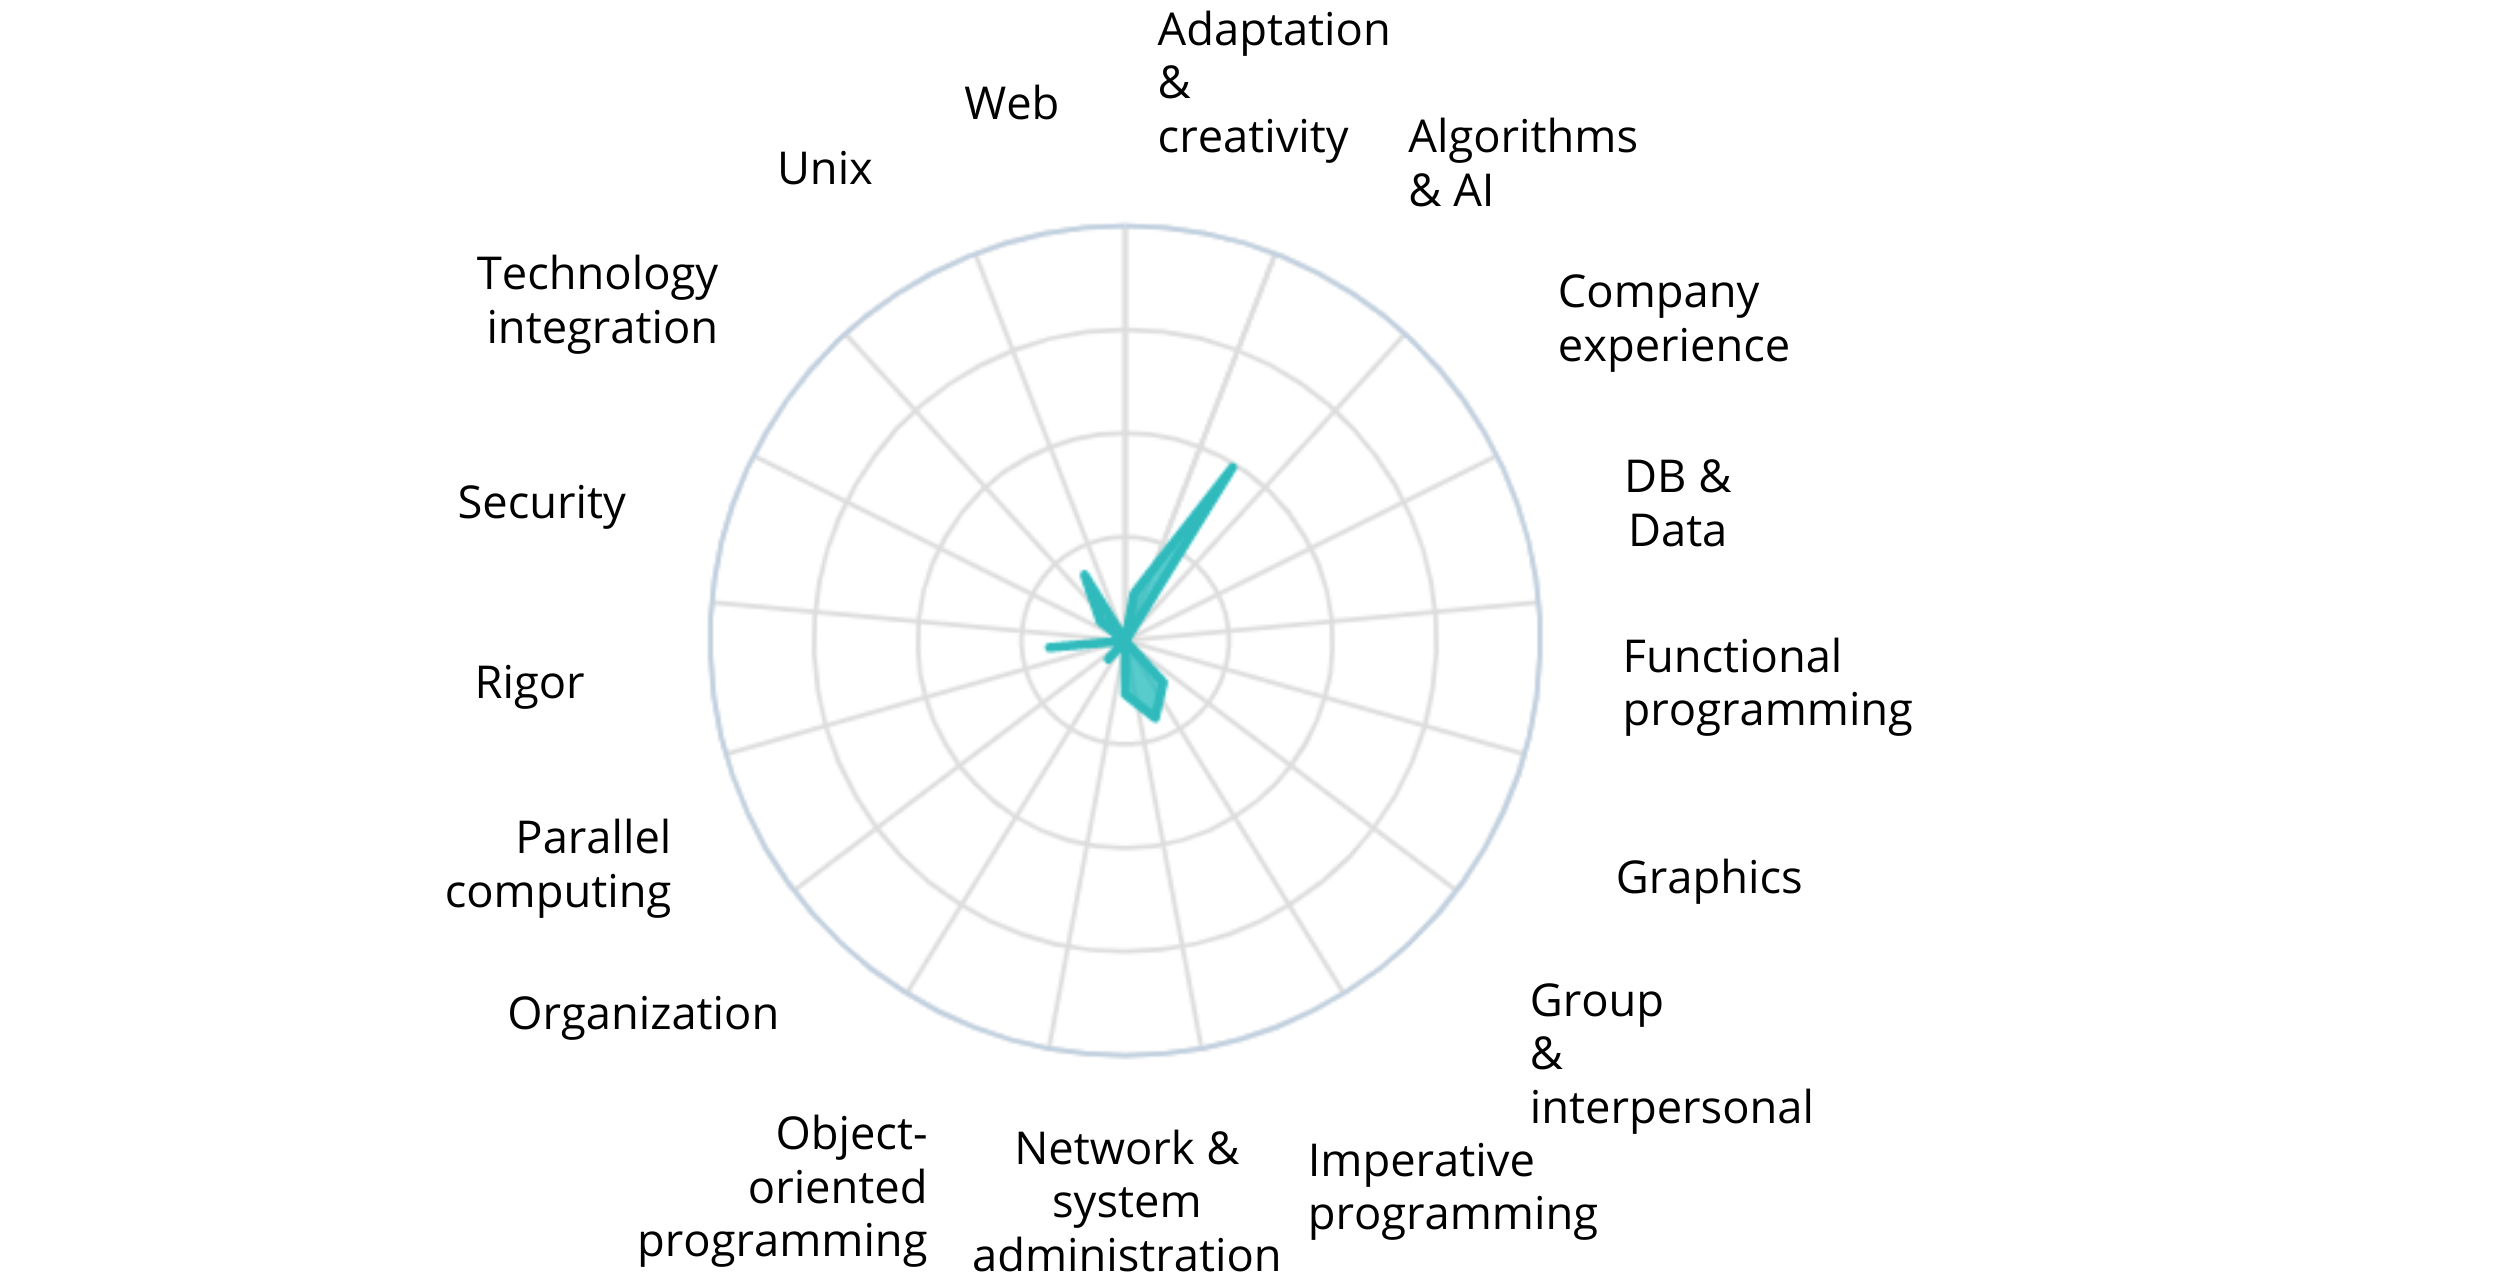 Adaptation
&
creativity
Algorithms
& AI
Company
experience
DB &
Data
Functional
programming
Graphics
Group
&
interpersonal
Imperative
programming
Network &
system
administration
Object-
oriented
programming
Organization
Parallel
computing
Rigor
Security
Technology
integration
Unix
Web